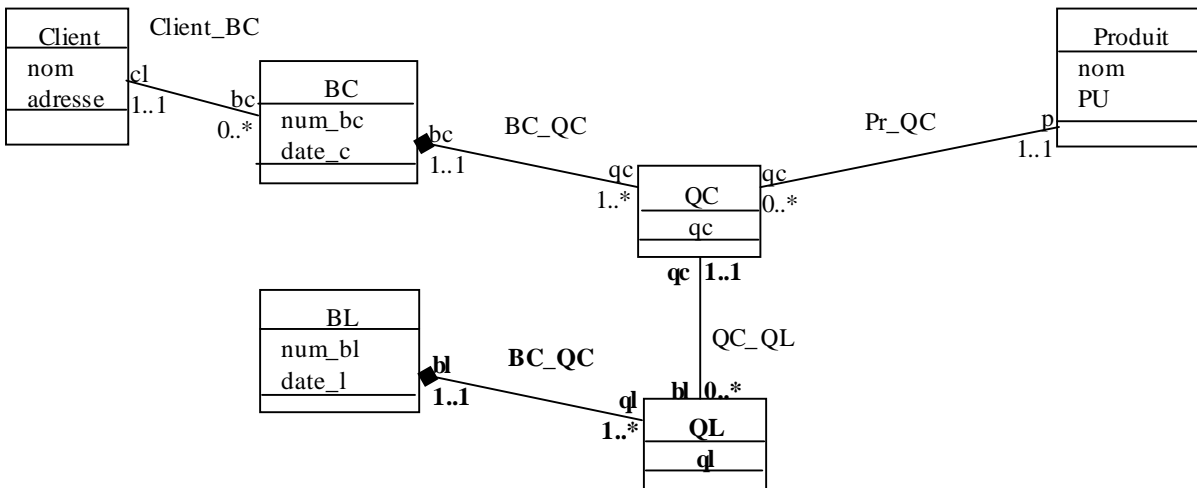 Client
Client_BC
nom
adresse
cl
1..1
bc
0..*
BC
num_bc
date_c
bc
1..1
BC_QC
qc
1..*
QC
qc
qc
0..*
Pr_QC
p
1..1
Produit
nom
PU
qc 1..1
QC_QL
bl 0..*
BL
num_bl
date_l
bl
1..1
BC_QC
ql
1..*
QL
ql